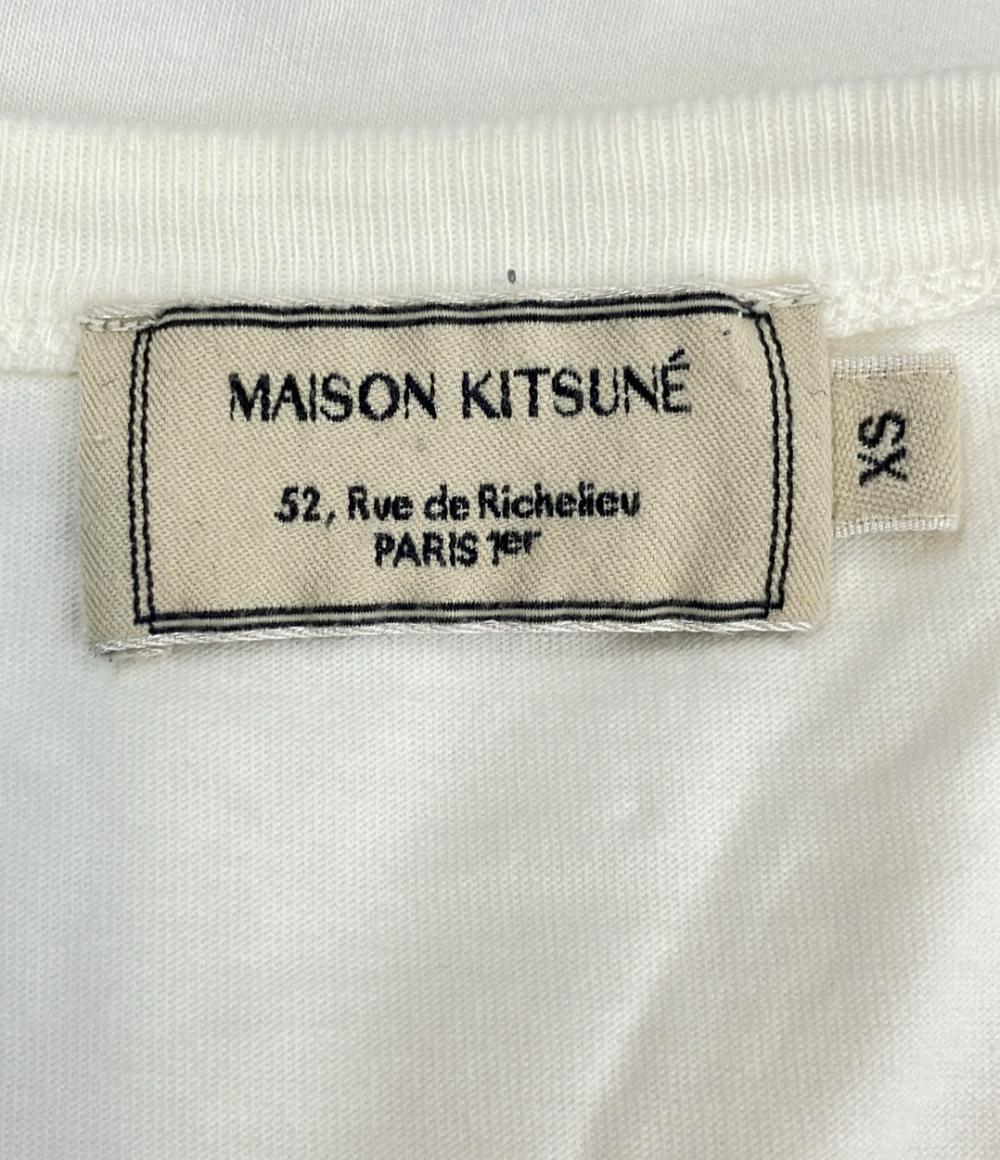 MAISON KITSUNÉ
52, Rue de Richelieu
PARIS 1er
XS